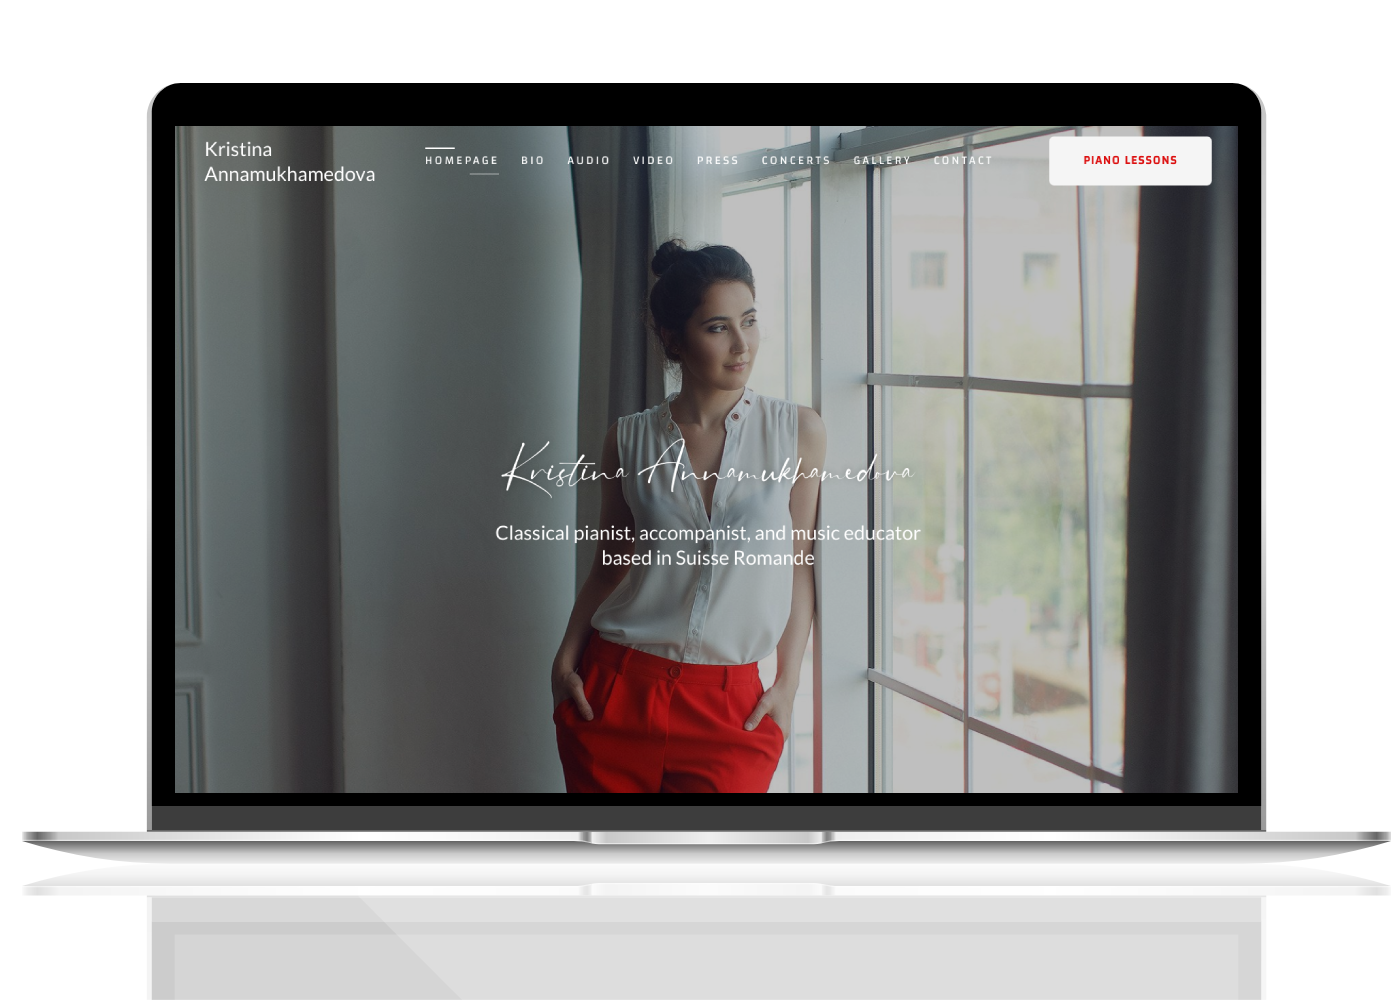 Kristina
Annamukhamedova
HOMEPAGE BIO AUDIO VIDEO PRESS CONCERTS GALLERY CONTACT
PIANO LESSONS
Kristina Annamukhamedova
Classical pianist, accompanist, and music educator
based in Suisse Romande